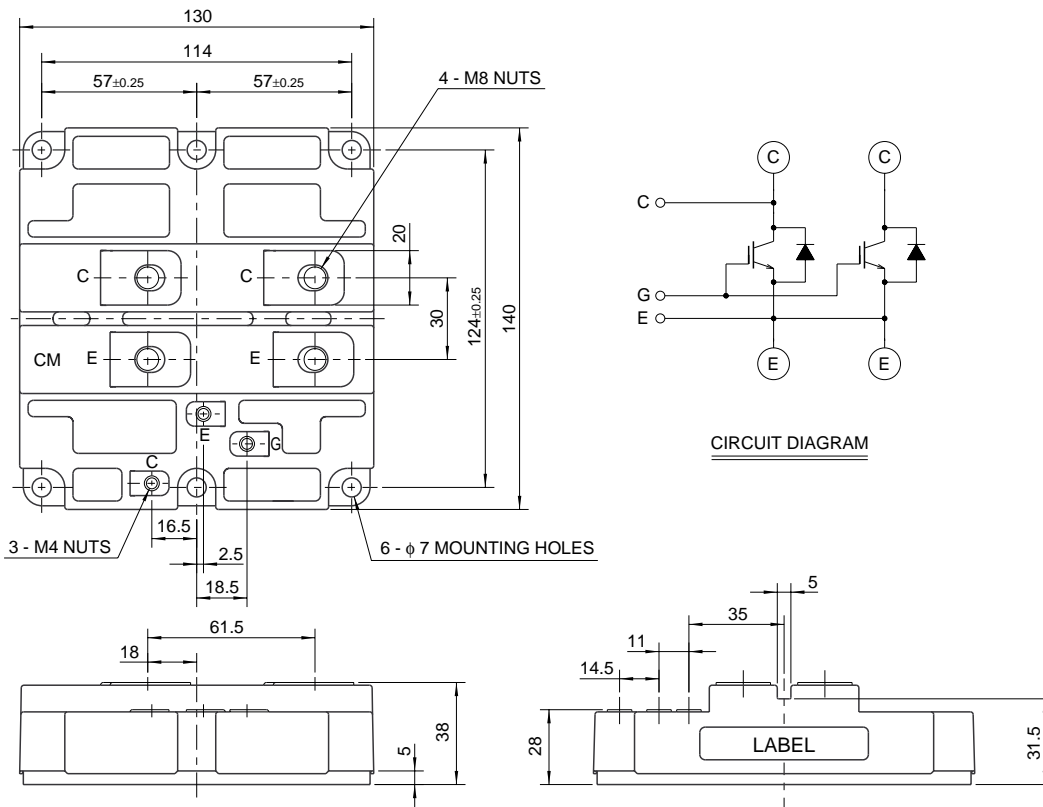 130
114
57±0.25 57±0.25
4 - M8 NUTS
C C
20
30
124±0.25
140
CM E E
E
G
C
16.5
3 - M4 NUTS
2.5
18.5
6 - ϕ 7 MOUNTING HOLES
C C
C
G
E
E E
CIRCUIT DIAGRAM
61.5
18
38
5
5
35
11
14.5
28
LABEL
31.5